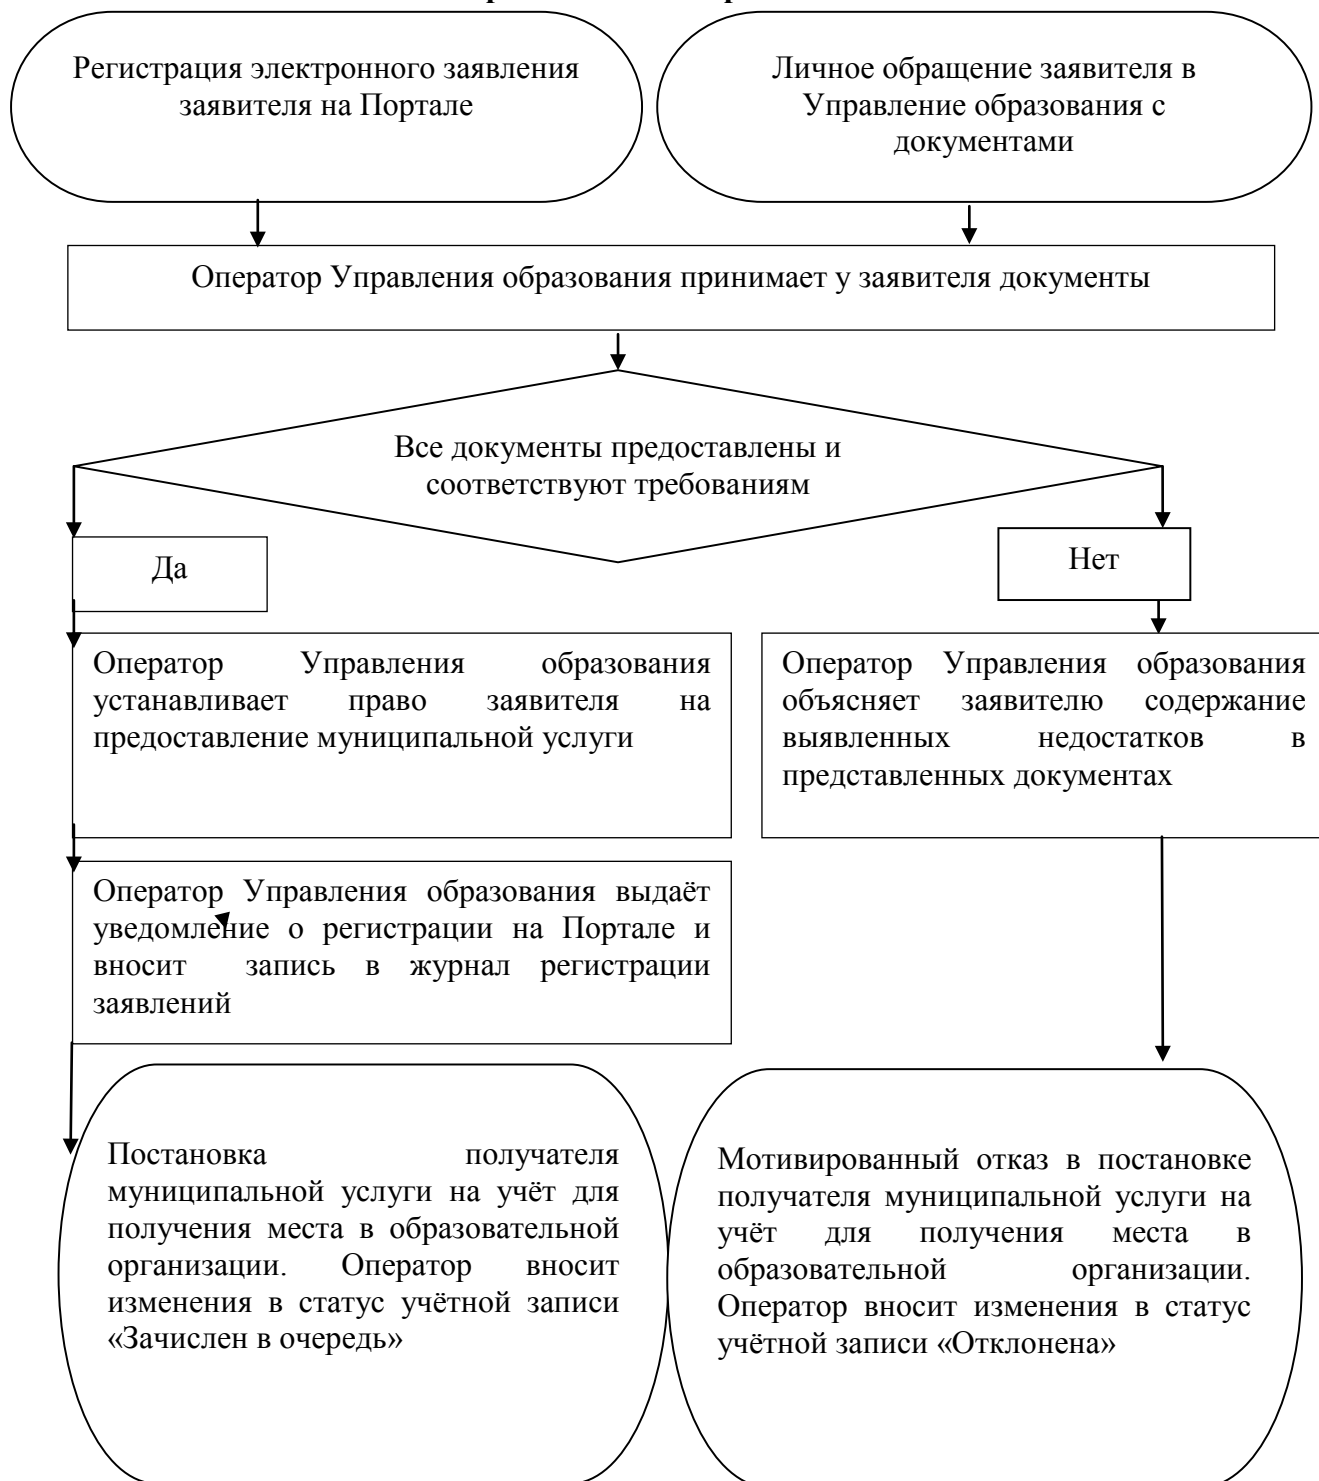 Регистрация электронного заявления
заявителя на Портале
Личное обращение заявителя в
Управление образования с
документами
Оператор Управления образования принимает у заявителя документы
Все документы предоставлены и
соответствуют требованиям
Да
Нет
Оператор Управления образования
устанавливает право заявителя на
предоставление муниципальной услуги
Оператор Управления образования
объясняет заявителю содержание
выявленных недостатков в
представленных документах
Оператор Управления образования выдаёт
уведомление о регистрации на Портале и
вносит запись в журнал регистрации
заявлений
Постановка получателя
муниципальной услуги на учёт для
получения места в образовательной
организации. Оператор вносит
изменения в статус учётной записи
«Зачислен в очередь»
Мотивированный отказ в постановке
получателя муниципальной услуги на
учёт для получения места в
образовательной организации.
Оператор вносит изменения в статус
учётной записи «Отклонена»